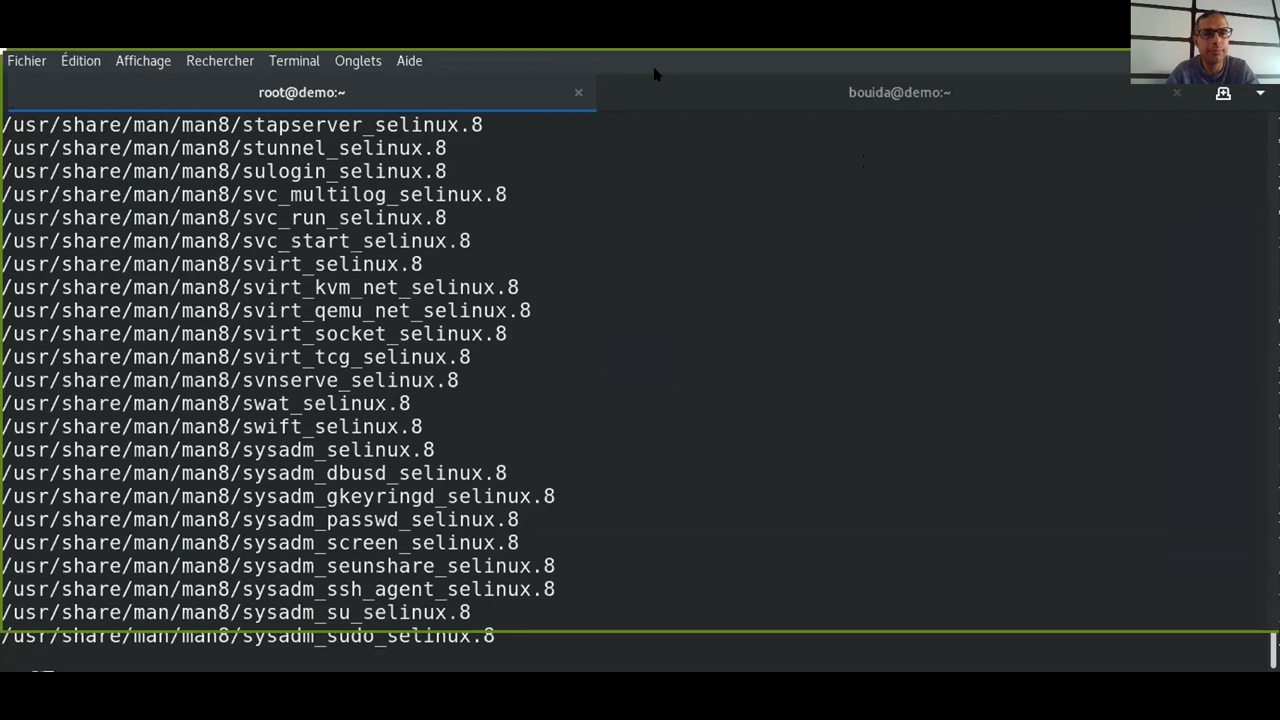 Fichier Édition Affichage Rechercher Terminal Onglets Aide
root@demo:~ × bouida@demo:~ ×
/usr/share/man/man8/stapserver_selinux.8
/usr/share/man/man8/stunnel_selinux.8
/usr/share/man/man8/sulogin_selinux.8
/usr/share/man/man8/svc_multilog_selinux.8
/usr/share/man/man8/svc_run_selinux.8
/usr/share/man/man8/svc_start_selinux.8
/usr/share/man/man8/svirt_selinux.8
/usr/share/man/man8/svirt_kvm_net_selinux.8
/usr/share/man/man8/svirt_qemu_net_selinux.8
/usr/share/man/man8/svirt_socket_selinux.8
/usr/share/man/man8/svirt_tcg_selinux.8
/usr/share/man/man8/svnserve_selinux.8
/usr/share/man/man8/swat_selinux.8
/usr/share/man/man8/swift_selinux.8
/usr/share/man/man8/sysadm_selinux.8
/usr/share/man/man8/sysadm_dbusd_selinux.8
/usr/share/man/man8/sysadm_gkeyringd_selinux.8
/usr/share/man/man8/sysadm_passwd_selinux.8
/usr/share/man/man8/sysadm_screen_selinux.8
/usr/share/man/man8/sysadm_seunshare_selinux.8
/usr/share/man/man8/sysadm_ssh_agent_selinux.8
/usr/share/man/man8/sysadm_su_selinux.8
/usr/share/man/man8/sysadm_sudo_selinux.8